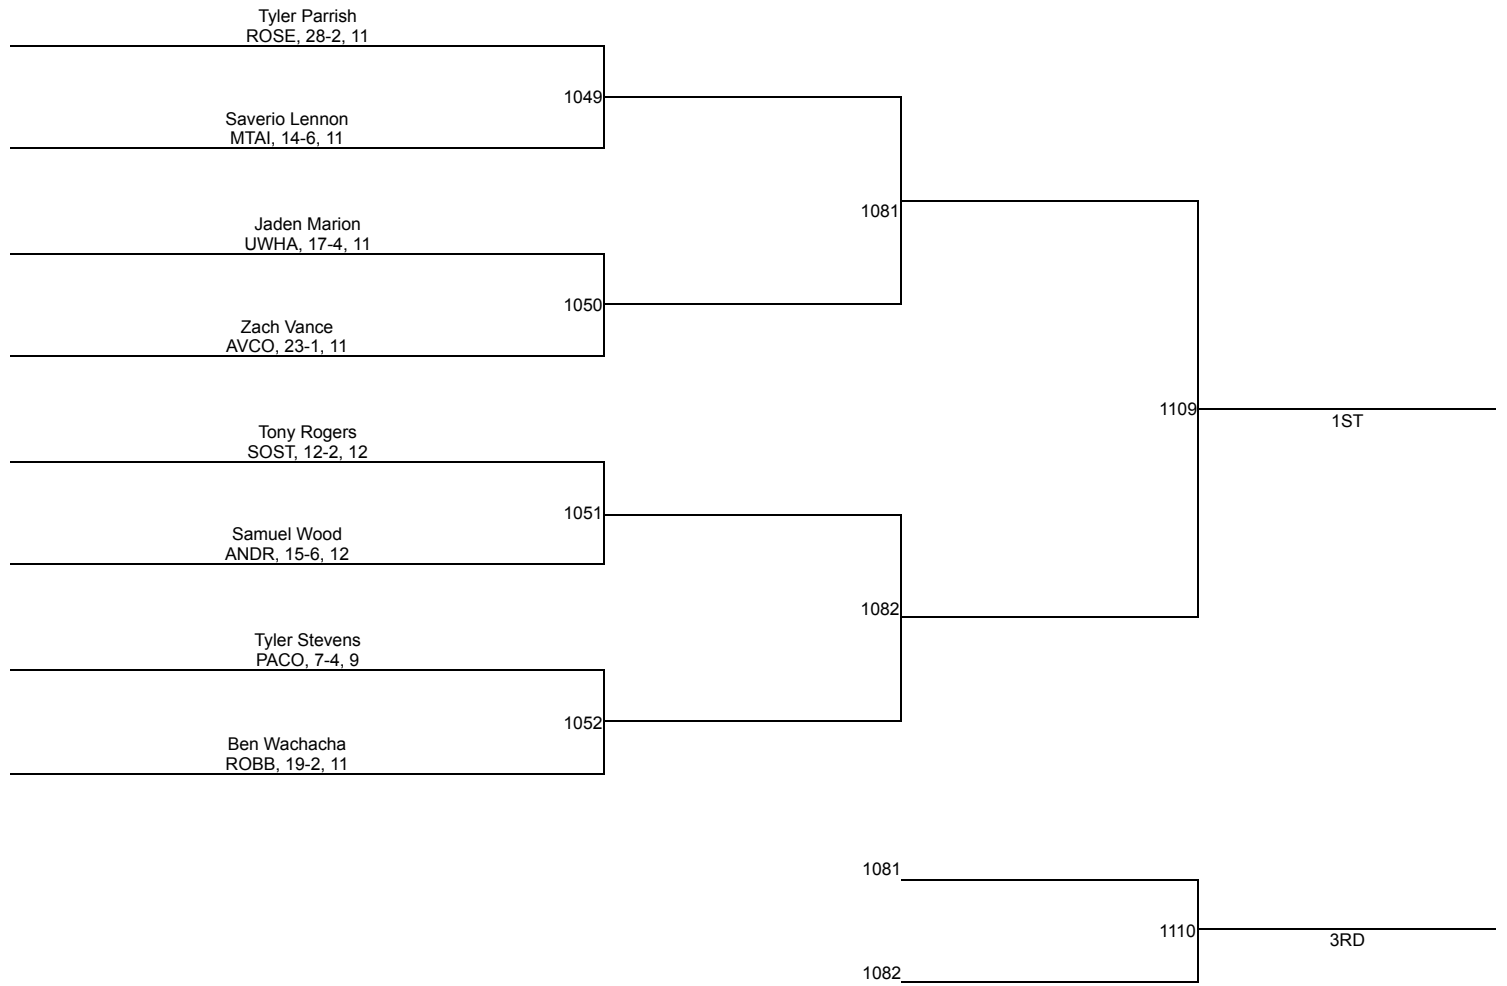 Tyler Parrish
ROSE, 28-2, 11
1049
Saverio Lennon
MTAI, 14-6, 11
1081
Jaden Marion
UWHA, 17-4, 11
1050
Zach Vance
AVCO, 23-1, 11
1109
1ST
Tony Rogers
SOST, 12-2, 12
1051
Samuel Wood
ANDR, 15-6, 12
1082
Tyler Stevens
PACO, 7-4, 9
1052
Ben Wachacha
ROBB, 19-2, 11
1081
1110
3RD
1082